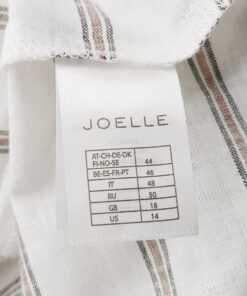 JOELLE
AT-CH-DE-DK
FI-NO-SE 44
BE-ES-FR-PT 46
IT 48
RU 50
GB 18
US 14